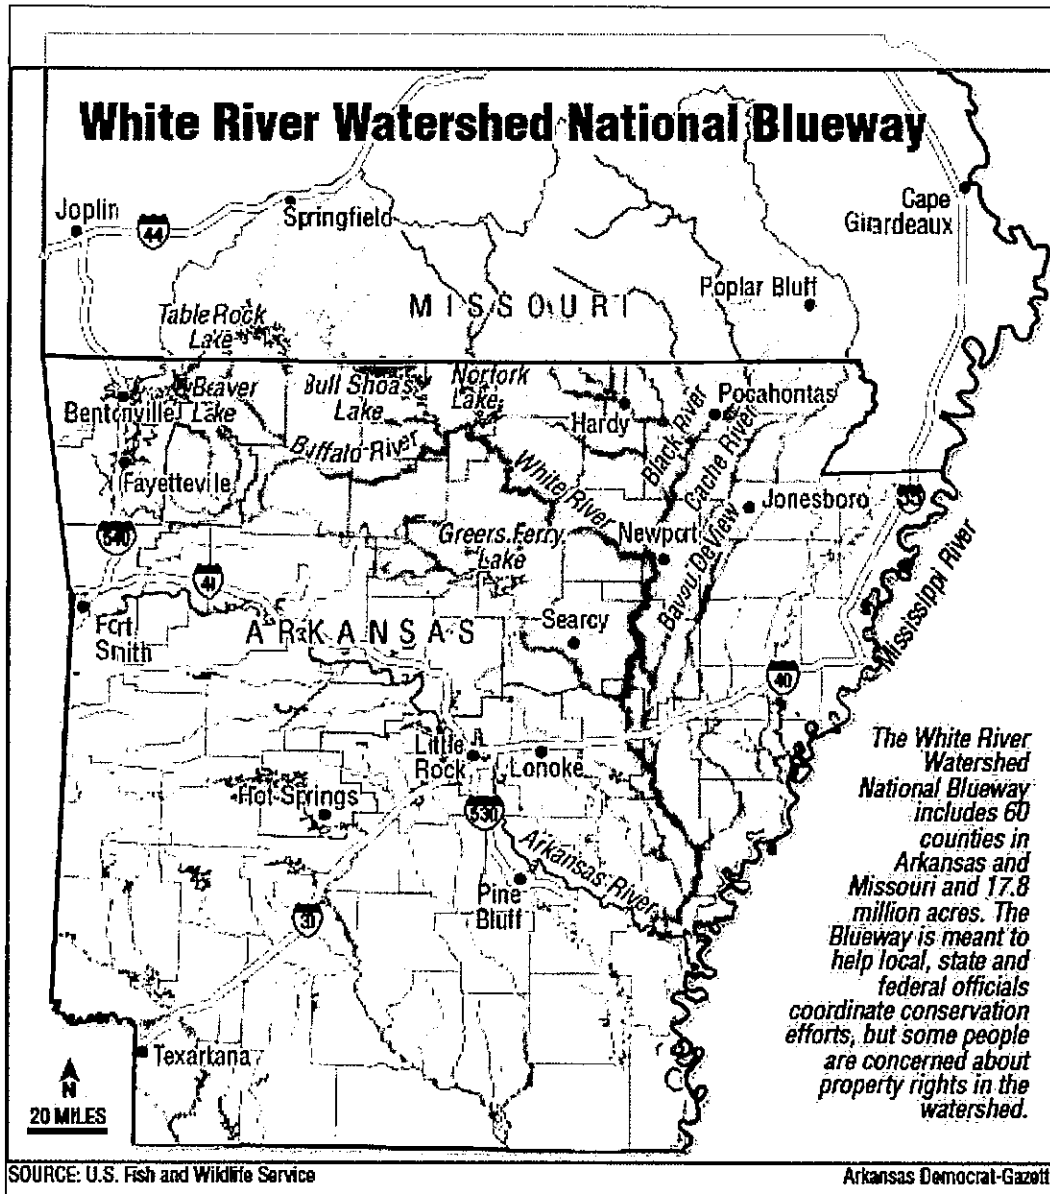 White River Watershed National Blueway
Joplin
44
Springfield
Cape
Girardeaux
MISSOURI
Poplar Bluff
Table Rock
Lake
Beaver
Lake
Bull Shoals
Lake
Norfork
Lake
Bentonville
Hardy
Black River
Pocahontas
Cache River
Buffalo River
Fayetteville
White River
Jonesboro
55
540
Greers Ferry
Lake
Newport
Bayou DeView
Mississippi River
Fort
Smith
ARKANSAS
Searcy
40
Little
Rock
Lonoke
Hot Springs
530
Arkansas River
Pine
Bluff
30
Texarkana
N
20 MILES
The White River
Watershed
National Blueway
includes 60
counties in
Arkansas and
Missouri and 17.8
million acres. The
Blueway is meant to
help local, state and
federal officials
coordinate conservation
efforts, but some people
are concerned about
property rights in the
watershed.
SOURCE: U.S. Fish and Wildlife Service
Arkansas Democrat-Gazett